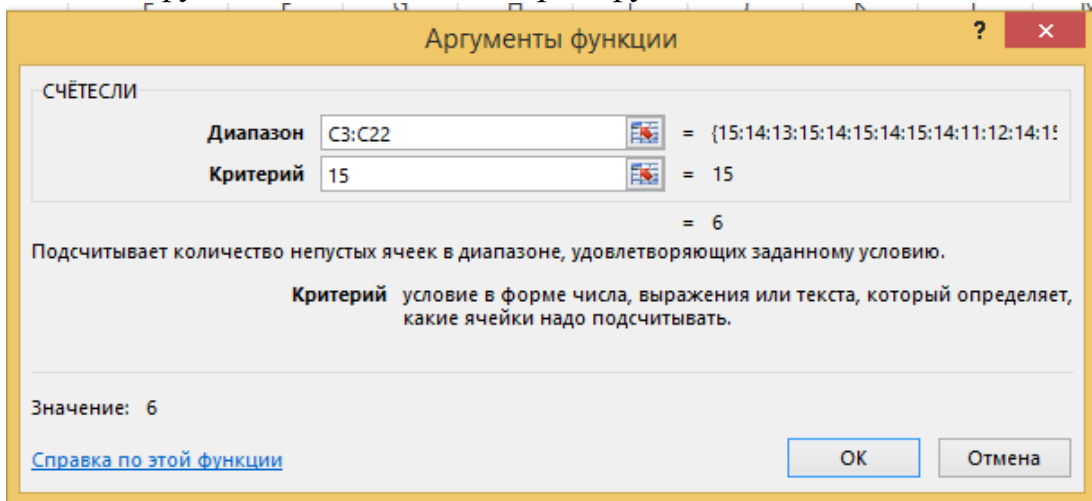 Аргументы функции ? ×
СЧЁТЕСЛИ
Диапазон C3:C22 = {15:14:13:15:14:15:14:15:14:11:12:14:15
Критерий 15 = 15
= 6
Подсчитывает количество непустых ячеек в диапазоне, удовлетворяющих заданному условию.
Критерий условие в форме числа, выражения или текста, который определяет,
какие ячейки надо подсчитывать.
Значение: 6
Справка по этой функции ОК Отмена